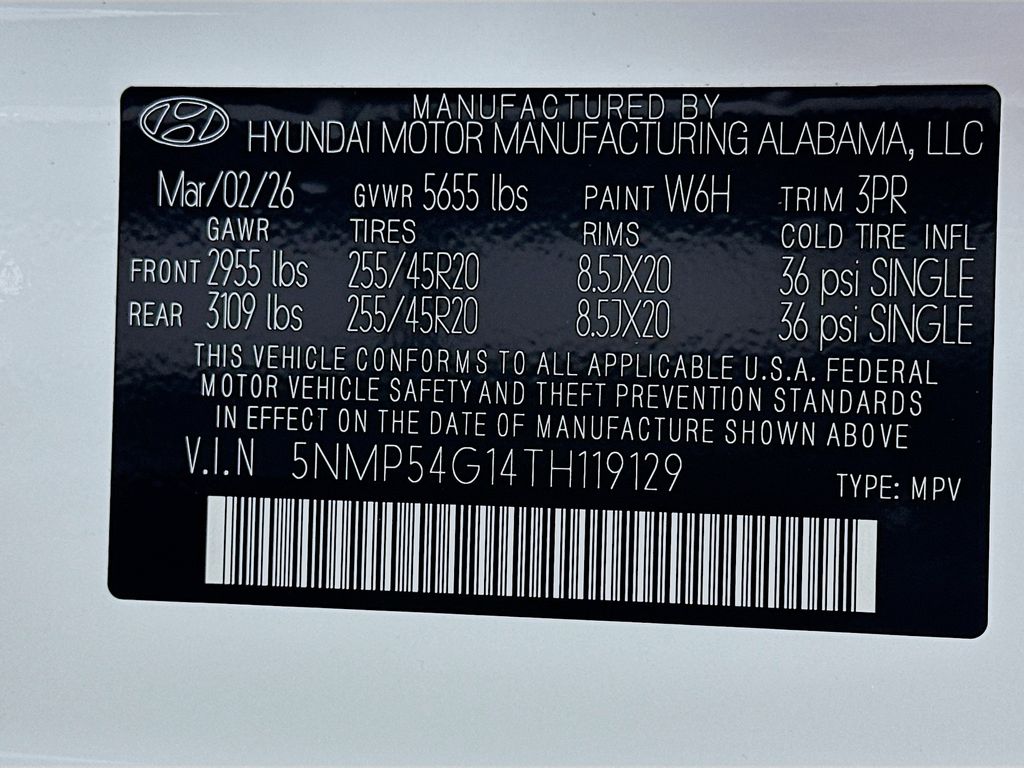 MANUFACTURED BY
HYUNDAI MOTOR MANUFACTURING ALABAMA, LLC
Mar/02/26 GVWR 5655 lbs PAINT W6H TRIM 3PR
GAWR TIRES RIMS COLD TIRE INFL
FRONT 2955 lbs 255/45R20 8.5JX20 36 psi SINGLE
REAR 3109 lbs 255/45R20 8.5JX20 36 psi SINGLE
THIS VEHICLE CONFORMS TO ALL APPLICABLE U.S.A. FEDERAL
MOTOR VEHICLE SAFETY AND THEFT PREVENTION STANDARDS
IN EFFECT ON THE DATE OF MANUFACTURE SHOWN ABOVE
V.I.N 5NMP54G14TH119129
TYPE: MPV